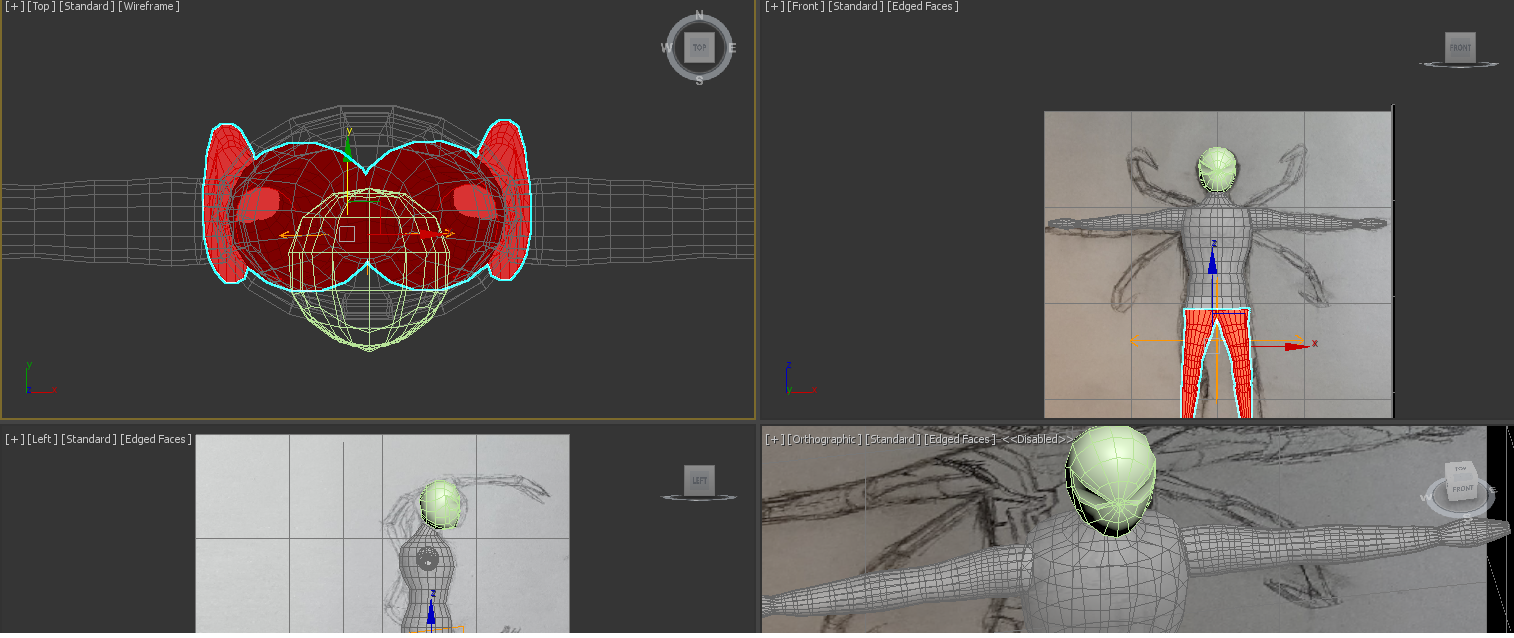 [+] [Top] [Standard] [Wireframe]
N
W TOP E
S
y
y
z
[+] [Front] [Standard] [Edged Faces]
FRONT
z
x
z
y
[+] [Left] [Standard] [Edged Faces]
LEFT
z
[+] [Orthographic] [Standard] [Edged Faces] <<Disabled>>
TOP
FRONT
W
E